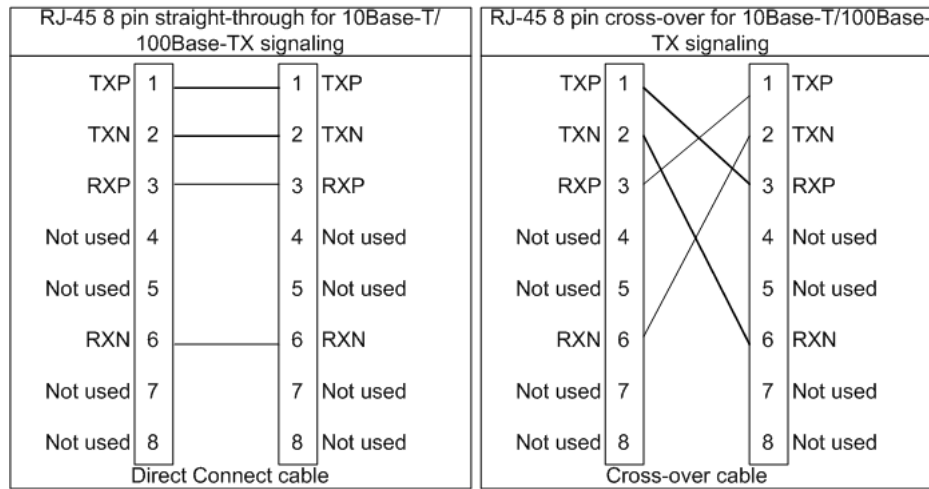 RJ-45 8 pin straight-through for 10Base-T/
100Base-TX signaling
TXP 1 1 TXP
TXN 2 2 TXN
RXP 3 3 RXP
Not used 4 4 Not used
Not used 5 5 Not used
RXN 6 6 RXN
Not used 7 7 Not used
Not used 8 8 Not used
Direct Connect cable
RJ-45 8 pin cross-over for 10Base-T/100Base-
TX signaling
TXP 1 1 TXP
TXN 2 2 TXN
RXP 3 3 RXP
Not used 4 4 Not used
Not used 5 5 Not used
RXN 6 6 RXN
Not used 7 7 Not used
Not used 8 8 Not used
Cross-over cable